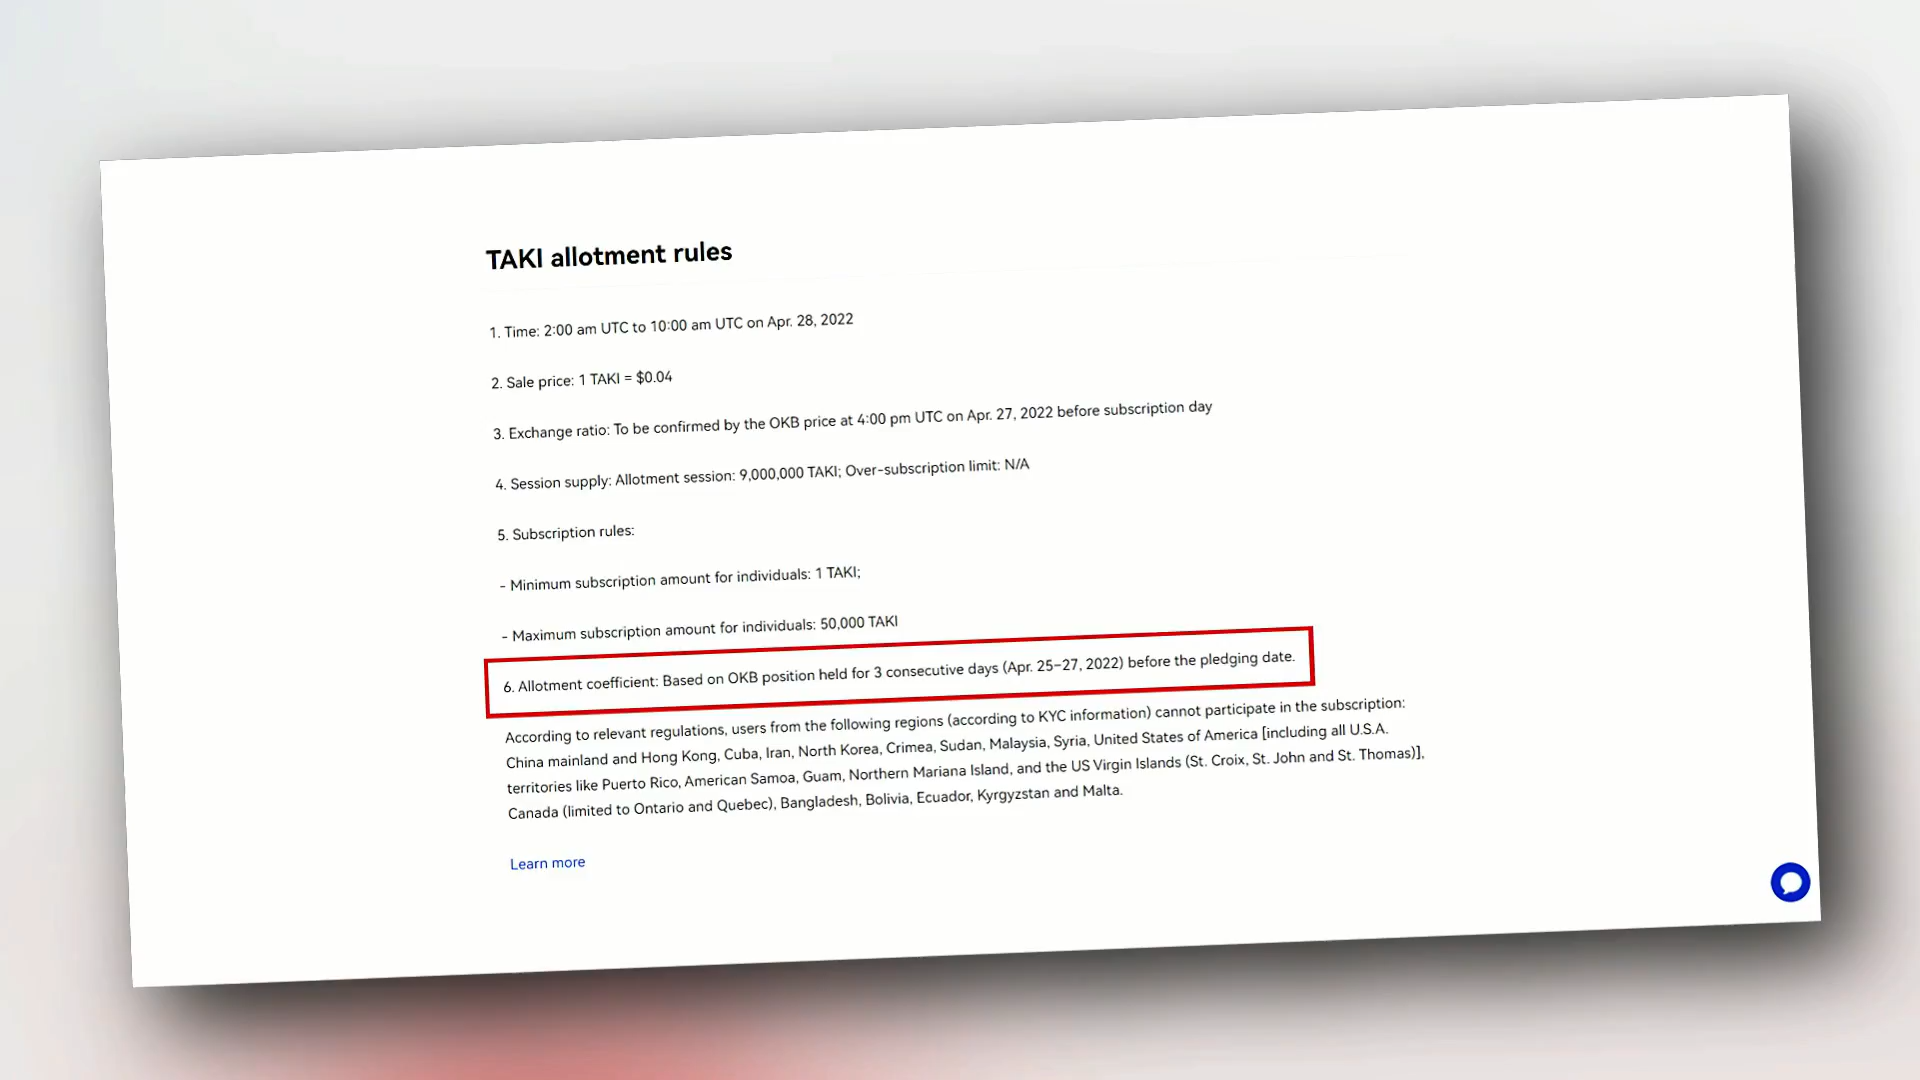 TAKI allotment rules
1. Time: 2:00 am UTC to 10:00 am UTC on Apr. 28, 2022
2. Sale price: 1 TAKI = $0.04
3. Exchange ratio: To be confirmed by the OKB price at 4:00 pm UTC on Apr. 27, 2022 before subscription day
4. Session supply: Allotment session: 9,000,000 TAKI; Over-subscription limit: N/A
5. Subscription rules:
- Minimum subscription amount for individuals: 1 TAKI;
- Maximum subscription amount for individuals: 50,000 TAKI
6. Allotment coefficient: Based on OKB position held for 3 consecutive days (Apr. 25-27, 2022) before the pledging date.
According to relevant regulations, users from the following regions (according to KYC information) cannot participate in the subscription:
China mainland and Hong Kong, Cuba, Iran, North Korea, Crimea, Sudan, Malaysia, Syria, United States of America [including all U.S.A.
territories like Puerto Rico, American Samoa, Guam, Northern Mariana Island, and the US Virgin Islands (St. Croix, St. John and St. Thomas)],
Canada (limited to Ontario and Quebec), Bangladesh, Bolivia, Ecuador, Kyrgyzstan and Malta.
Learn more